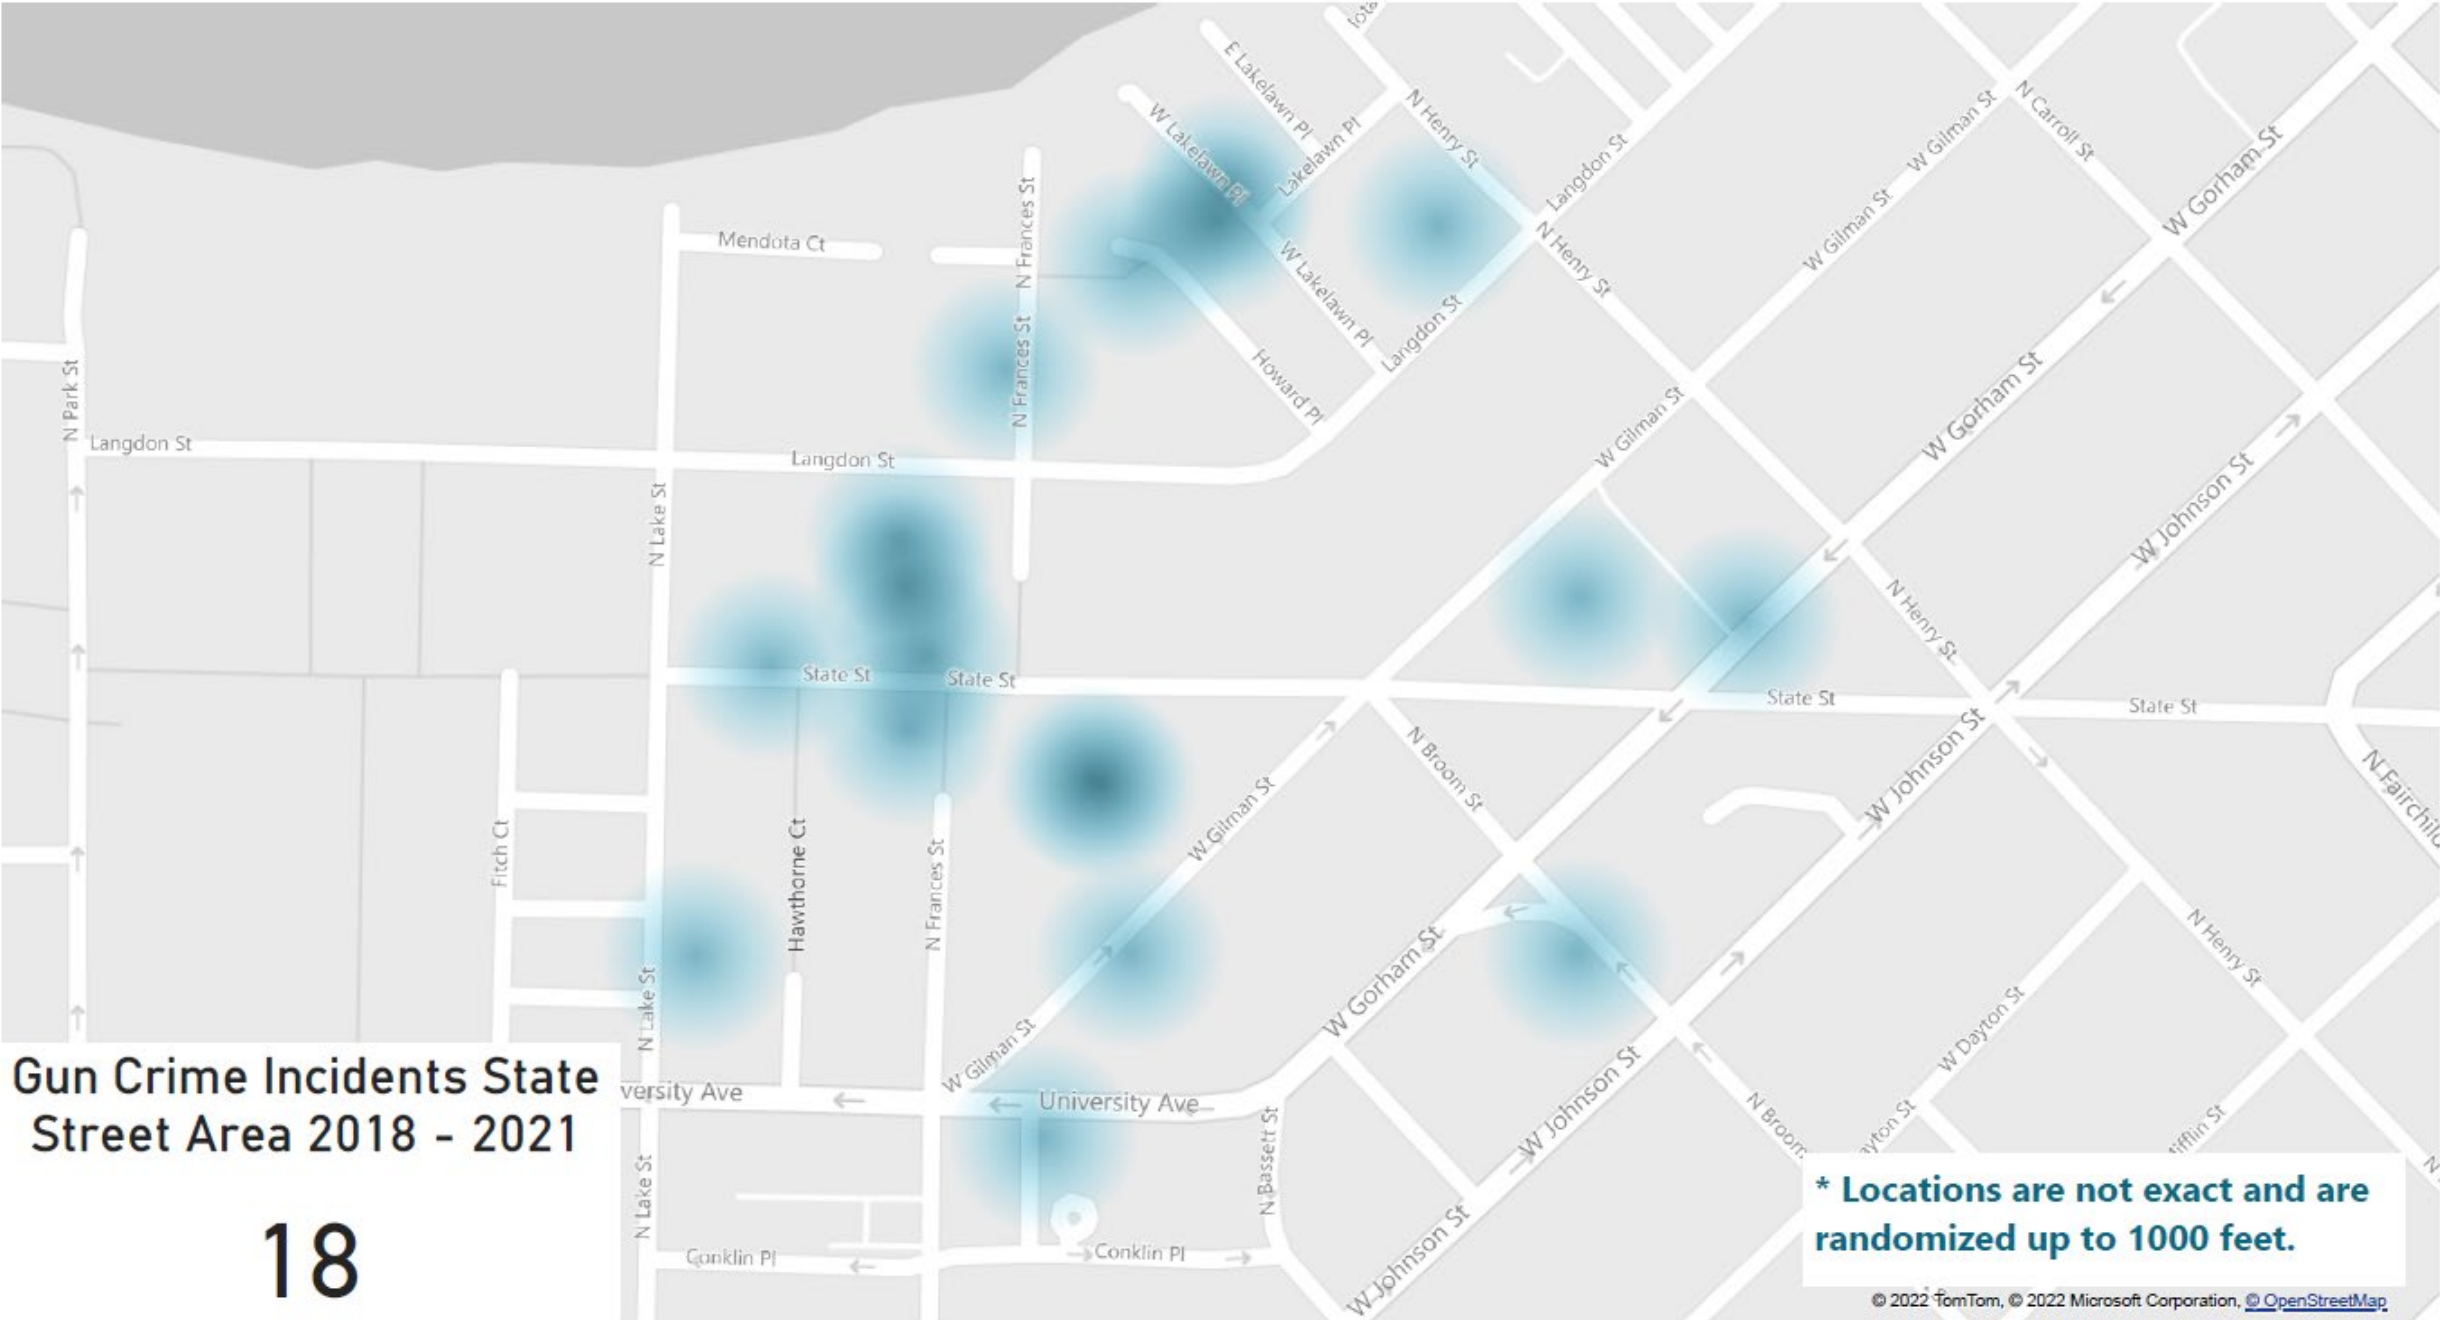 E Lakelawn Pl
W Lakelawn Pl
Lakelawn Pl
N Henry St
Langdon St
W Gilman St
N Carroll St
W Gorham St
N Frances St
Mendota Ct
W Gilman St
N Henry St
W Lakelawn Pl
Langdon St
N Frances St
Howard Pl
N Park St
Langdon St
Langdon St
W Gilman St
W Gorham St
W Johnson St
N Lake St
N Henry St
State St
State St
State St
State St
N Broom St
W Johnson St
N Fairchild
W Gilman St
Fitch Ct
Hawthorne Ct
N Frances St
N Henry St
W Gorham St
N Lake St
W Gilman St
W Dayton St
versity Ave
University Ave
W Johnson St
N Broom
ayton St
ifflin St
N Bassett St
N Lake St
N
Conklin Pl
Conklin Pl
W Johnson St
Gun Crime Incidents State
Street Area 2018 - 2021
18
* Locations are not exact and are
randomized up to 1000 feet.
© 2022 TomTom, © 2022 Microsoft Corporation, © OpenStreetMap